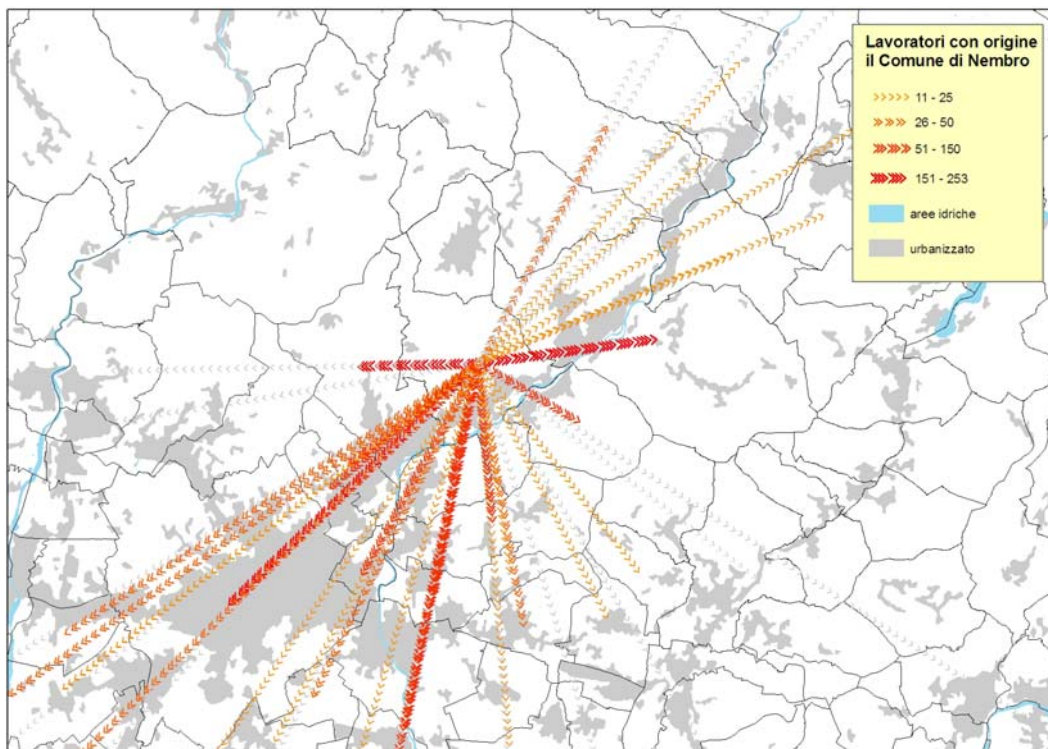 Lavoratori con origine
il Comune di Nembro
11 - 25
26 - 50
51 - 150
151 - 253
aree idriche
urbanizzato